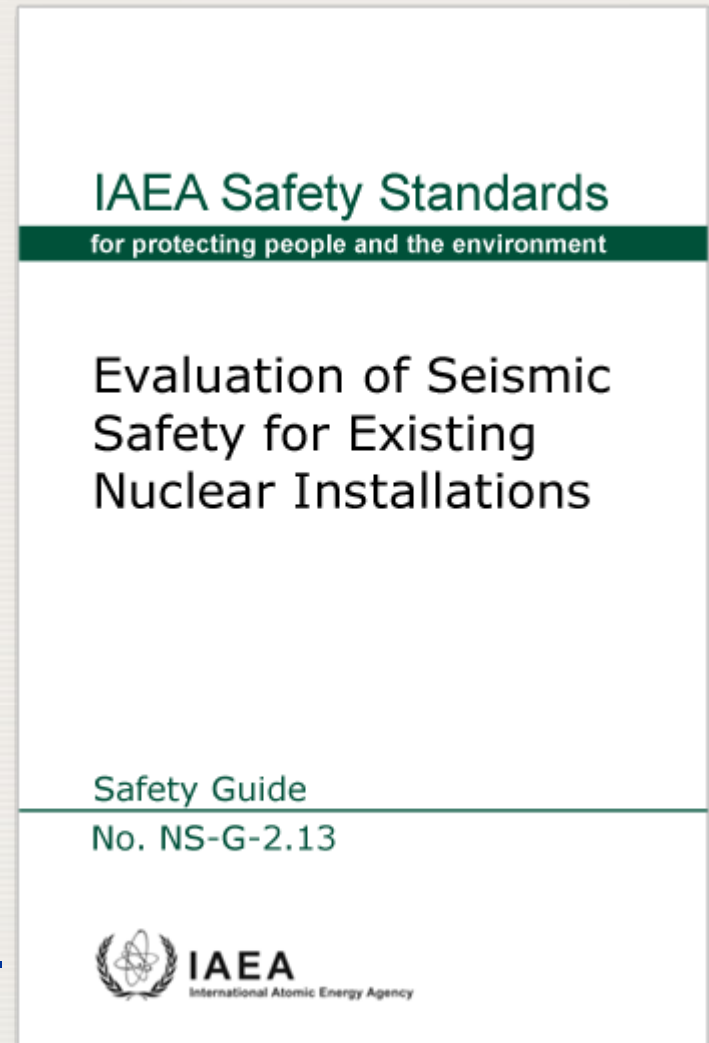 IAEA Safety Standards
for protecting people and the environment
Evaluation of Seismic
Safety for Existing
Nuclear Installations
Safety Guide
No. NS-G-2.13
IAEA
International Atomic Energy Agency